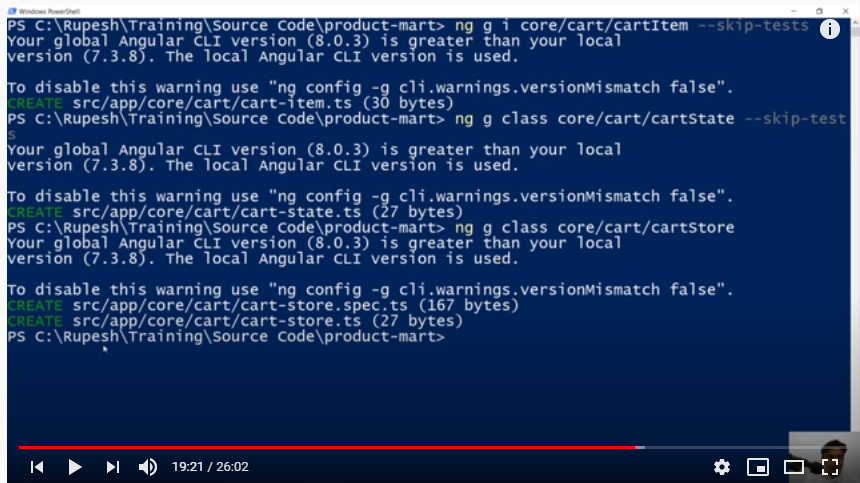 Windows PowerShell
PS C:\Rupesh\Training\Source Code\product-mart> ng g i core/cart/cartItem --skip-tests
Your global Angular CLI version (8.0.3) is greater than your local
version (7.3.8). The local Angular CLI version is used.
To disable this warning use "ng config -g cli.warnings.versionMismatch false".
CREATE src/app/core/cart/cart-item.ts (30 bytes)
PS C:\Rupesh\Training\Source Code\product-mart> ng g class core/cart/cartState --skip-test
s
Your global Angular CLI version (8.0.3) is greater than your local
version (7.3.8). The local Angular CLI version is used.
To disable this warning use "ng config -g cli.warnings.versionMismatch false".
CREATE src/app/core/cart/cart-state.ts (27 bytes)
PS C:\Rupesh\Training\Source Code\product-mart> ng g class core/cart/cartStore
Your global Angular CLI version (8.0.3) is greater than your local
version (7.3.8). The local Angular CLI version is used.
To disable this warning use "ng config -g cli.warnings.versionMismatch false".
CREATE src/app/core/cart/cart-store.spec.ts (167 bytes)
CREATE src/app/core/cart/cart-store.ts (27 bytes)
PS C:\Rupesh\Training\Source Code\product-mart>
19:21 / 26:02